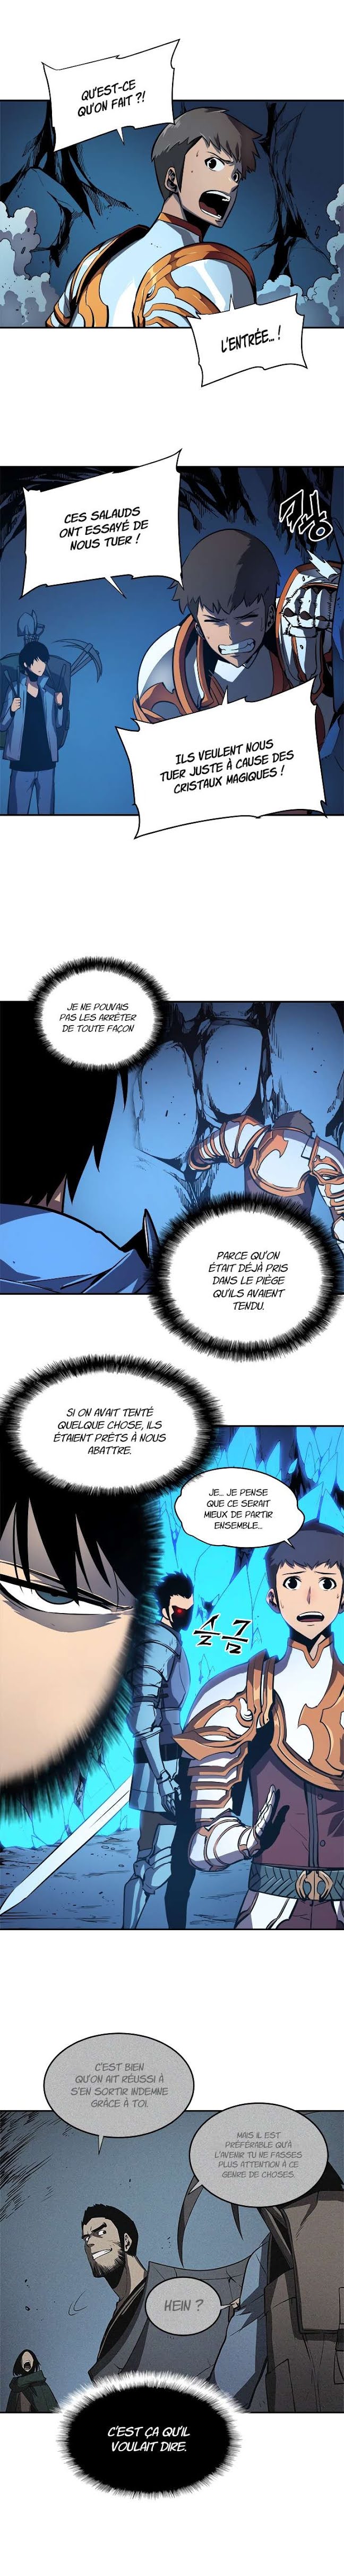 QU'EST-CE
QU'ON FAIT ?!
L'ENTRÉE... !
CES SALAUDS
ONT ESSAYÉ DE
NOUS TUER !
ILS VEULENT NOUS
TUER JUSTE À CAUSE DES
CRISTAUX MAGIQUES !
JE NE POUVAIS
PAS LES ARRÊTER
DE TOUTE FAÇON
PARCE QU'ON
ÉTAIT DÉJÀ PRIS
DANS LE PIÈGE
QU'ILS AVAIENT
TENDU.
SI ON AVAIT TENTÉ
QUELQUE CHOSE, ILS
ÉTAIENT PRÊTS À NOUS
ABATTRE.
JE... JE PENSE
QUE CE SERAIT
MIEUX DE PARTIR
ENSEMBLE...
슬금
C'EST BIEN
QU'ON AIT RÉUSSI À
S'EN SORTIR INDEMNE
GRÂCE À TOI.
MAIS IL EST
PRÉFÉRABLE QU'À
L'AVENIR TU NE FASSES
PLUS ATTENTION À CE
GENRE DE CHOSES.
HEIN ?
C'EST ÇA QU'IL
VOULAIT DIRE.